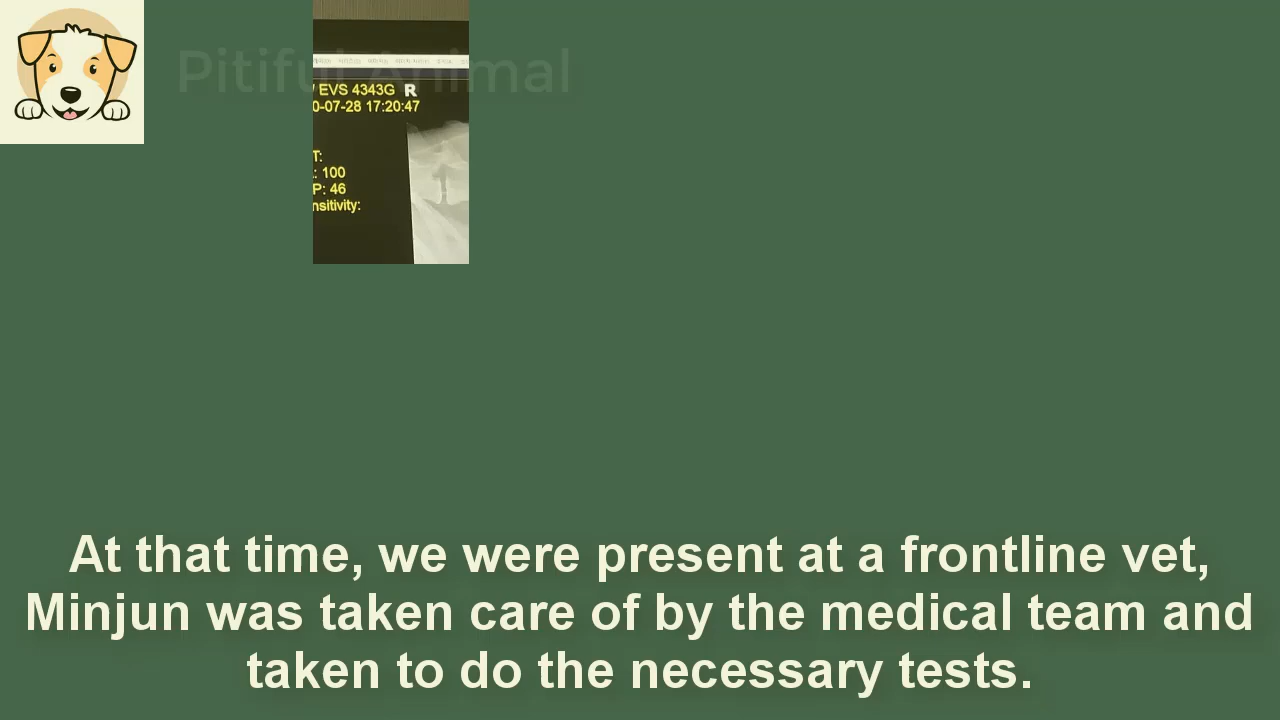 Pitiful Animal
EVS 4343G R
0-07-28 17:20:47
T:
: 100
P: 46
nsitivity:
At that time, we were present at a frontline vet,
Minjun was taken care of by the medical team and
taken to do the necessary tests.